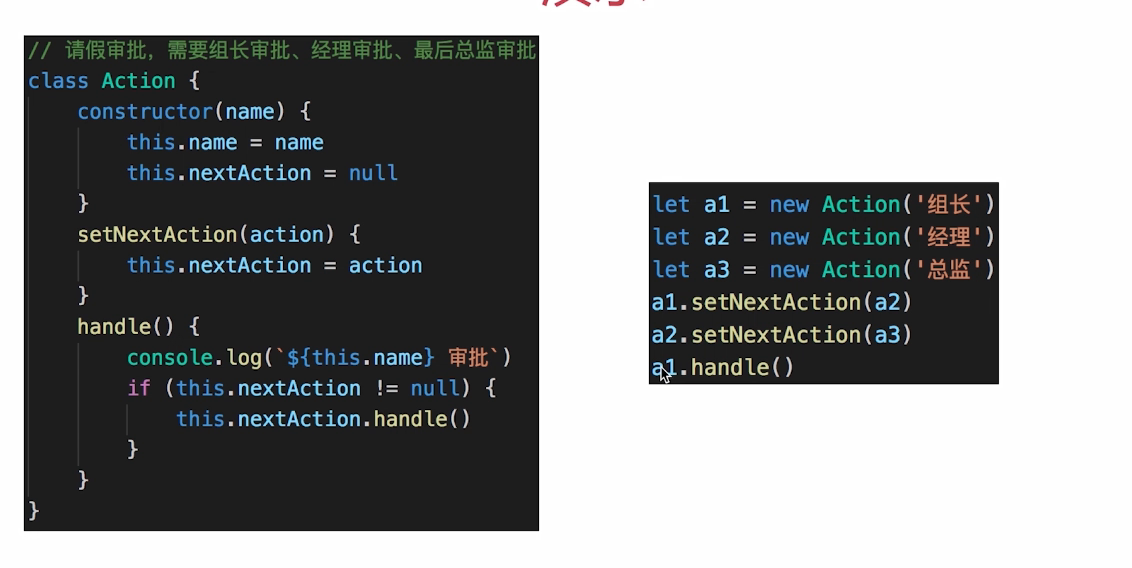 // 请假审批，需要组长审批、经理审批、最后总监审批
class Action {
    constructor(name) {
        this.name = name
        this.nextAction = null
    }
    setNextAction(action) {
        this.nextAction = action
    }
    handle() {
        console.log(`${this.name} 审批`)
        if (this.nextAction != null) {
            this.nextAction.handle()
        }
    }
}
let a1 = new Action('组长')
let a2 = new Action('经理')
let a3 = new Action('总监')
a1.setNextAction(a2)
a2.setNextAction(a3)
a1.handle()